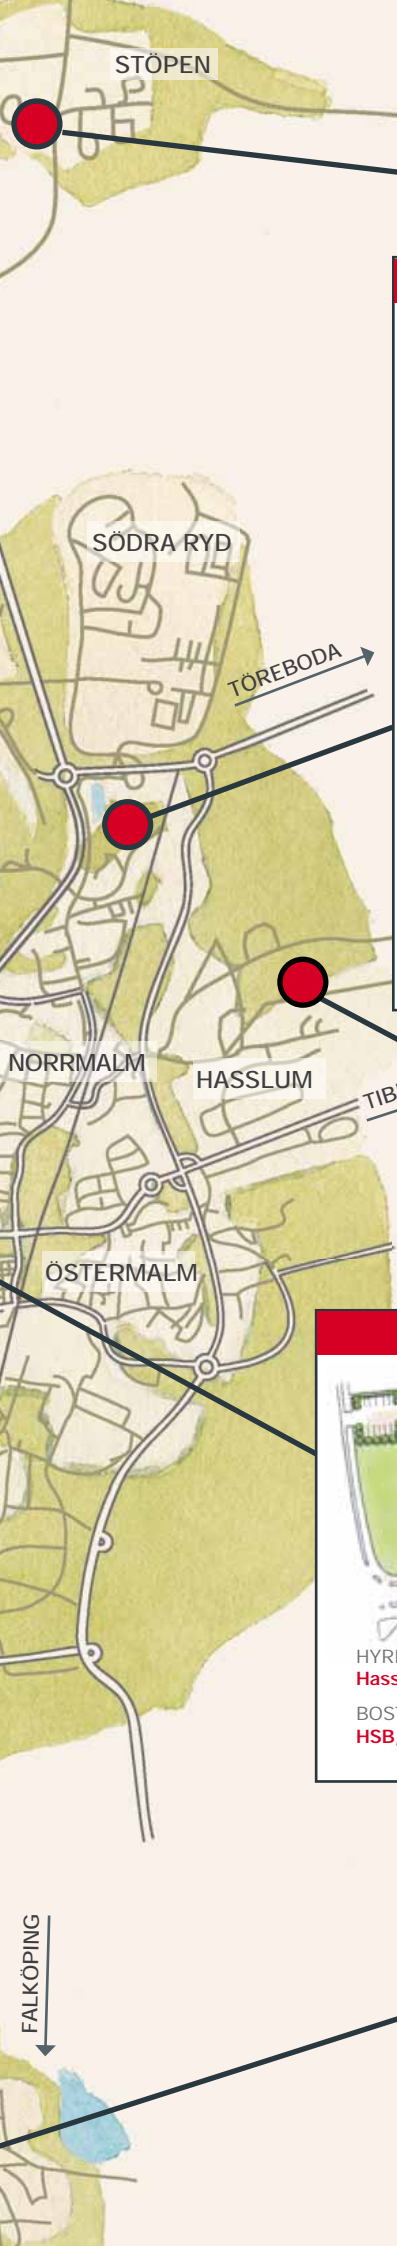 STÖPEN
SÖDRA RYD
TÖREBODA
NORRMALM
HASSLUM
ÖSTERMALM
FALKÖPING